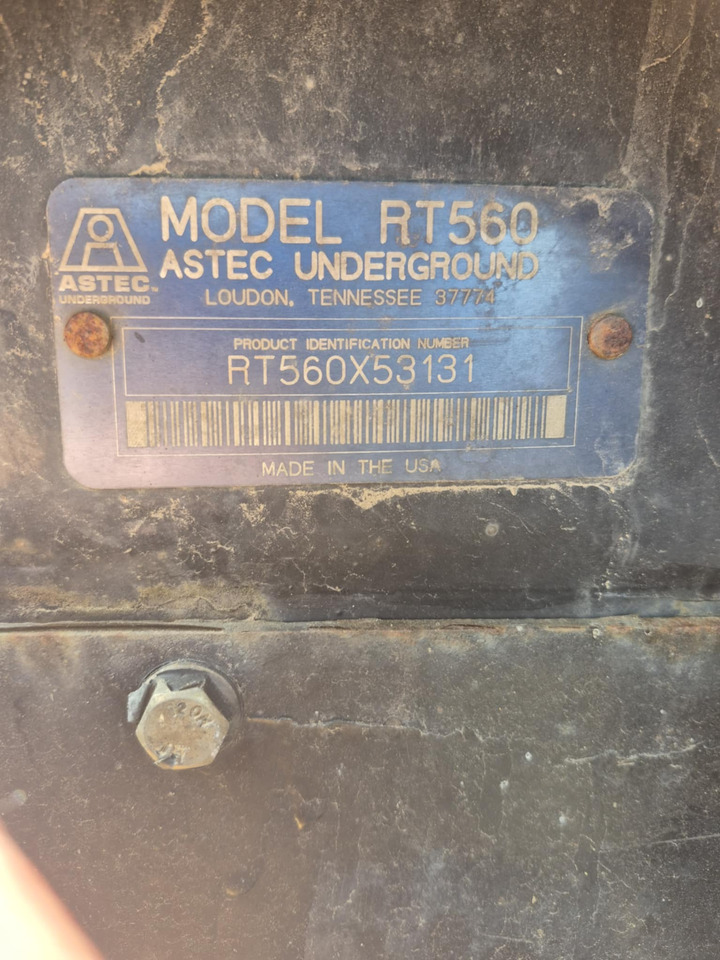 MODEL RT560
ASTEC UNDERGROUND
ASTEC
UNDERGROUND
LOUDON, TENNESSEE 37774
PRODUCT IDENTIFICATION NUMBER
RT560X53131
MADE IN THE USA